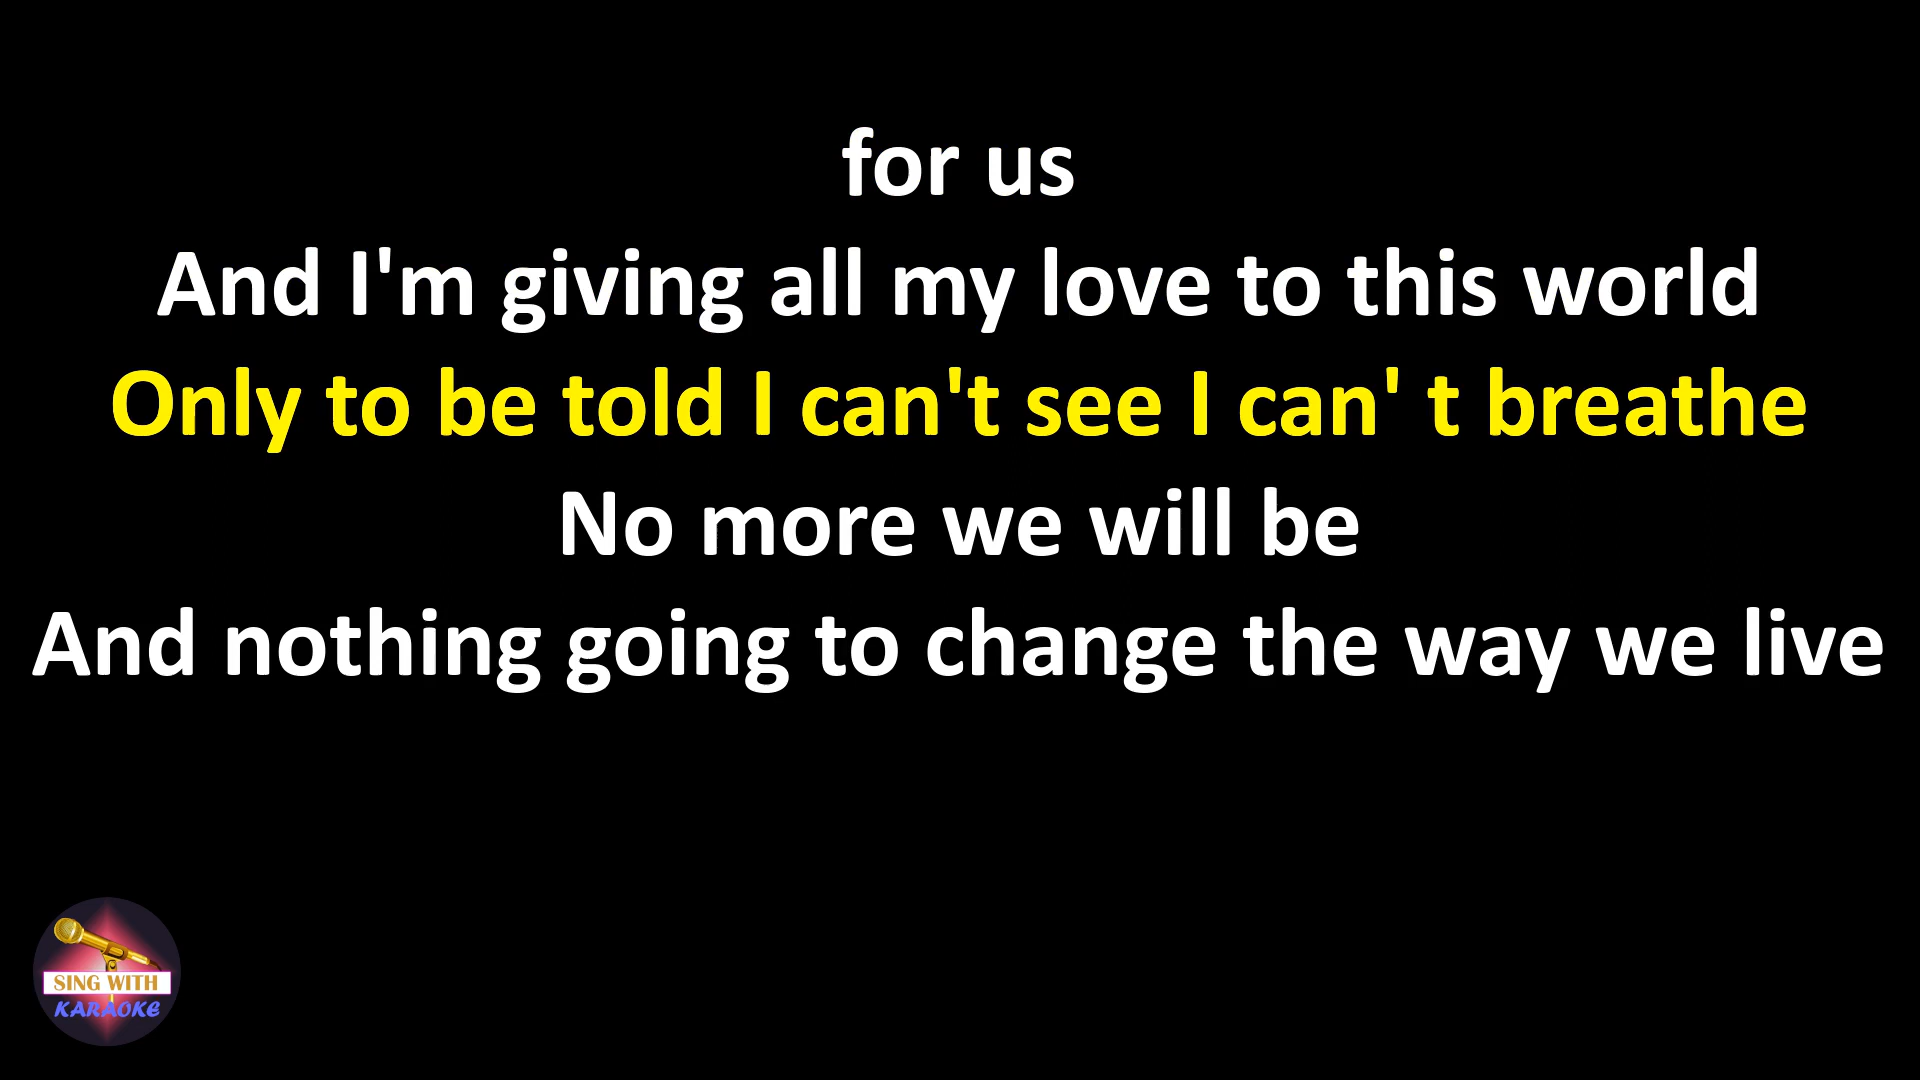 for us
And I'm giving all my love to this world
Only to be told I can't see I can' t breathe
No more we will be
And nothing going to change the way we live
SING WITH
KARAOKE